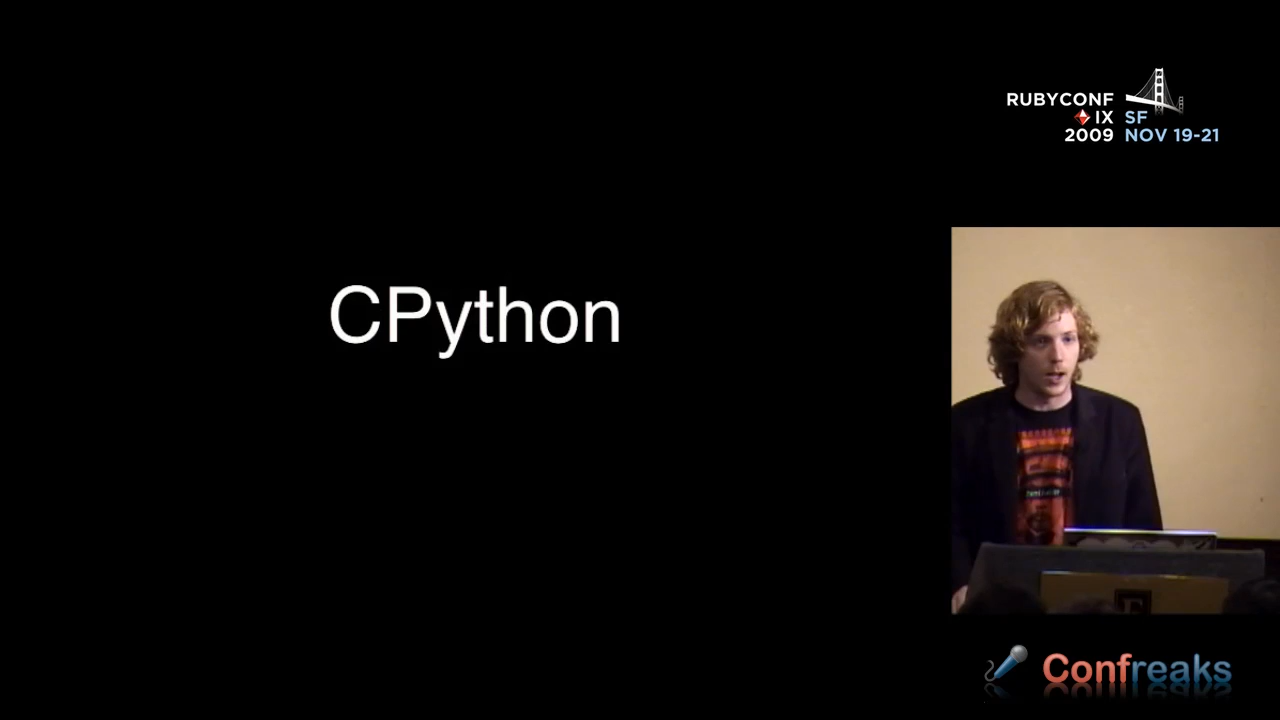 CPython
RUBYCONF
IX SF
2009 NOV 19-21
Confreaks